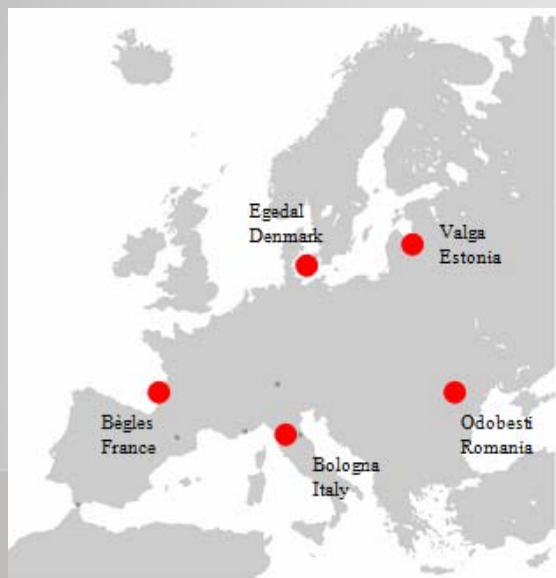 Egedal
Denmark
Valga
Estonia
Bègles
France
Odobesti
Romania
Bologna
Italy